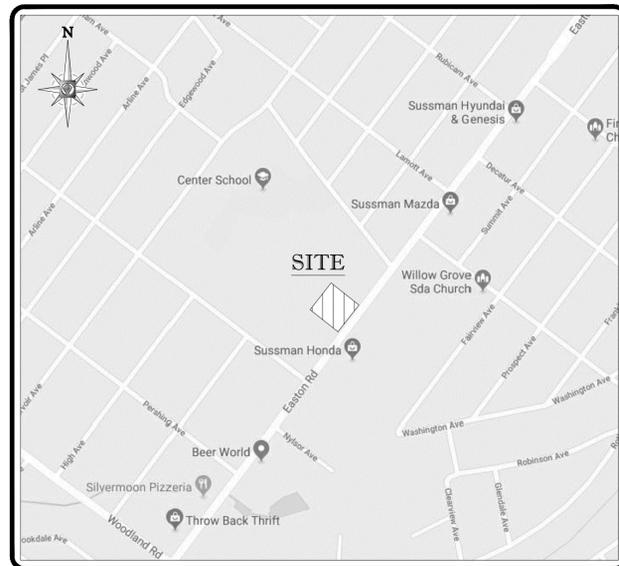 N
Rubicam Ave
Arline Ave
Edgewood Ave
Rubicam Ave
Sussman Hyundai
& Genesis
Center School
Lamott Ave
Decatur Ave
Sussman Mazda
Summit Ave
Arline Ave
SITE
Willow Grove
Sda Church
Fairview Ave
Prospect Ave
Sussman Honda
Easton Rd
Washington Ave
Washington Ave
Pershing Ave
Nylsor Ave
High Ave
Beer World
Robinson Ave
Silvermoon Pizzeria
Clearview Ave
Glendale Ave
Throw Back Thrift
Woodland Rd